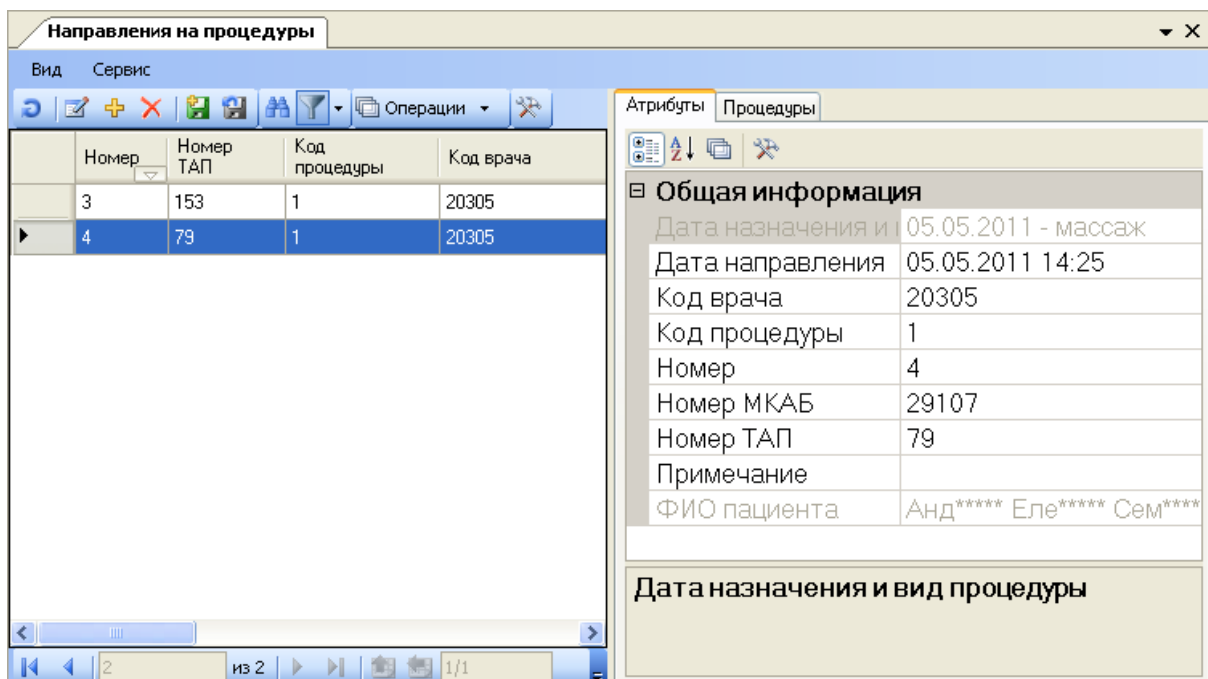 Направления на процедуры
Вид Сервис
Операции
Номер Номер ТАП Код процедуры Код врача
3 153 1 20305
4 79 1 20305
2 из 2 1/1
Атрибуты Процедуры
Общая информация
Дата назначения и 05.05.2011 - массаж
Дата направления 05.05.2011 14:25
Код врача 20305
Код процедуры 1
Номер 4
Номер МКАБ 29107
Номер ТАП 79
Примечание
ФИО пациента Анд***** Еле***** Сем****
Дата назначения и вид процедуры